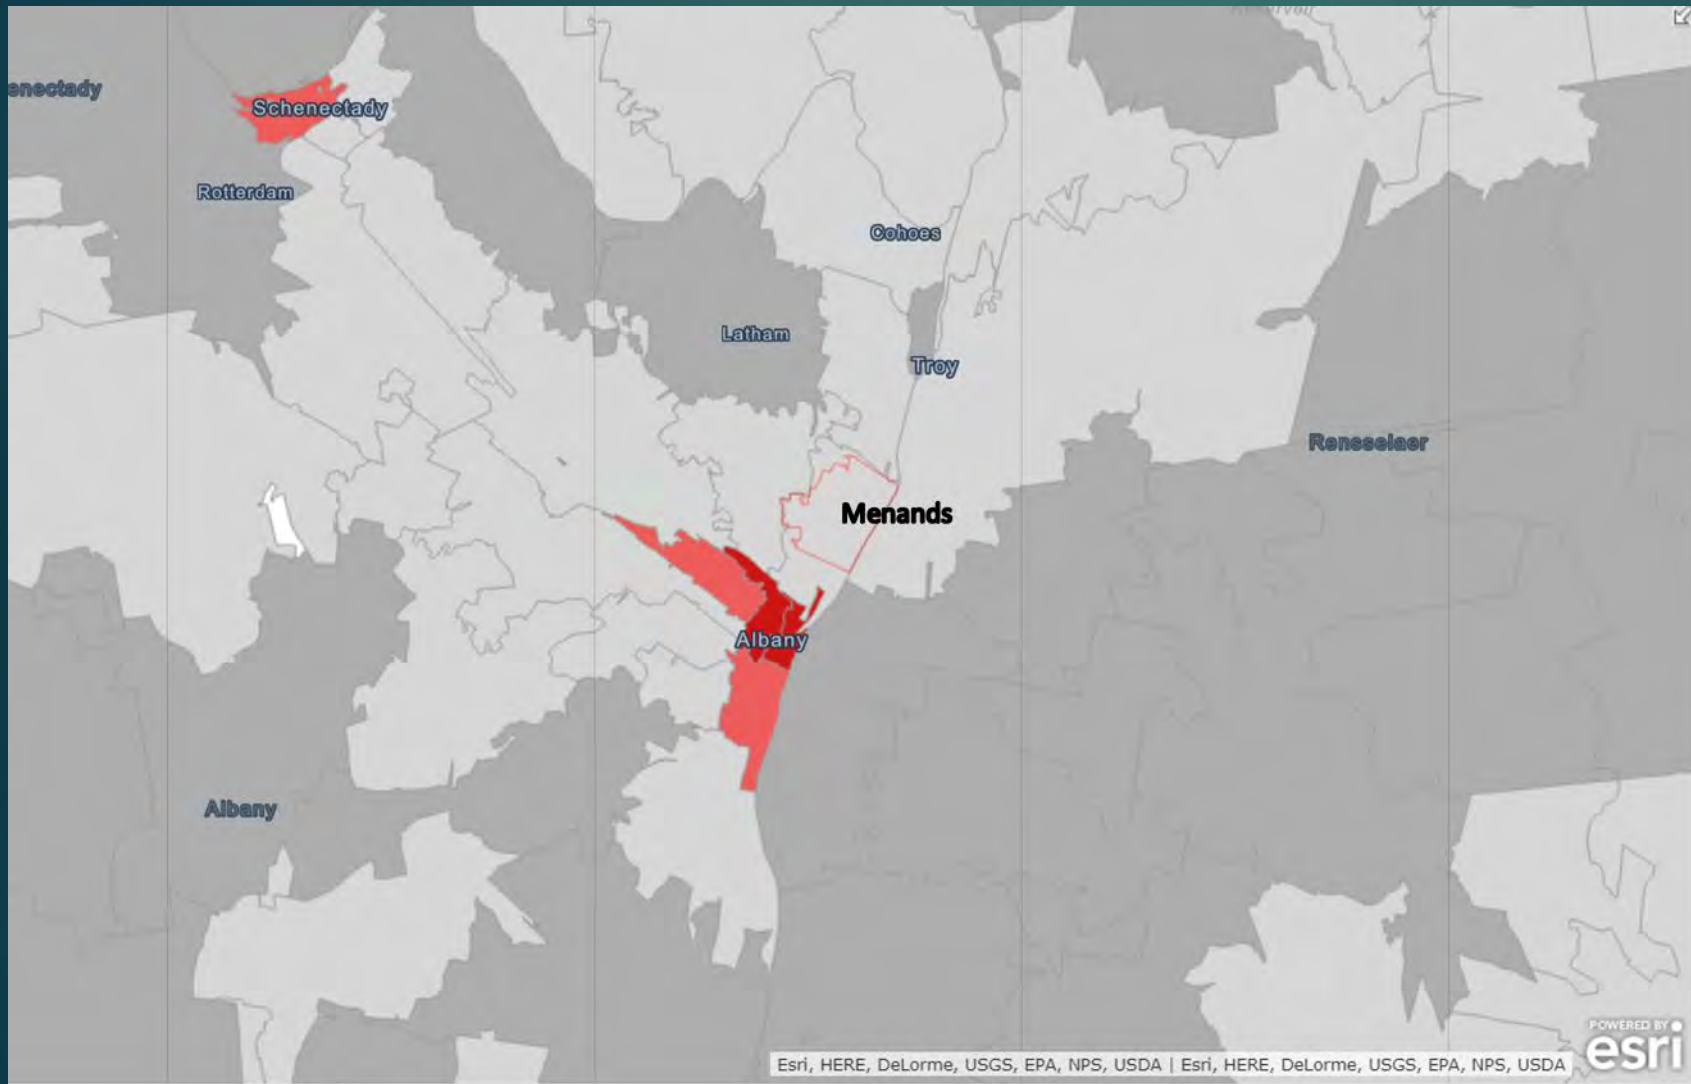 Reservoir
enectady
Schenectady
Rotterdam
Cohoes
Latham
Troy
Rensselaer
Menands
Albany
Albany
POWERED BY
esri
Esri, HERE, DeLorme, USGS, EPA, NPS, USDA | Esri, HERE, DeLorme, USGS, EPA, NPS, USDA